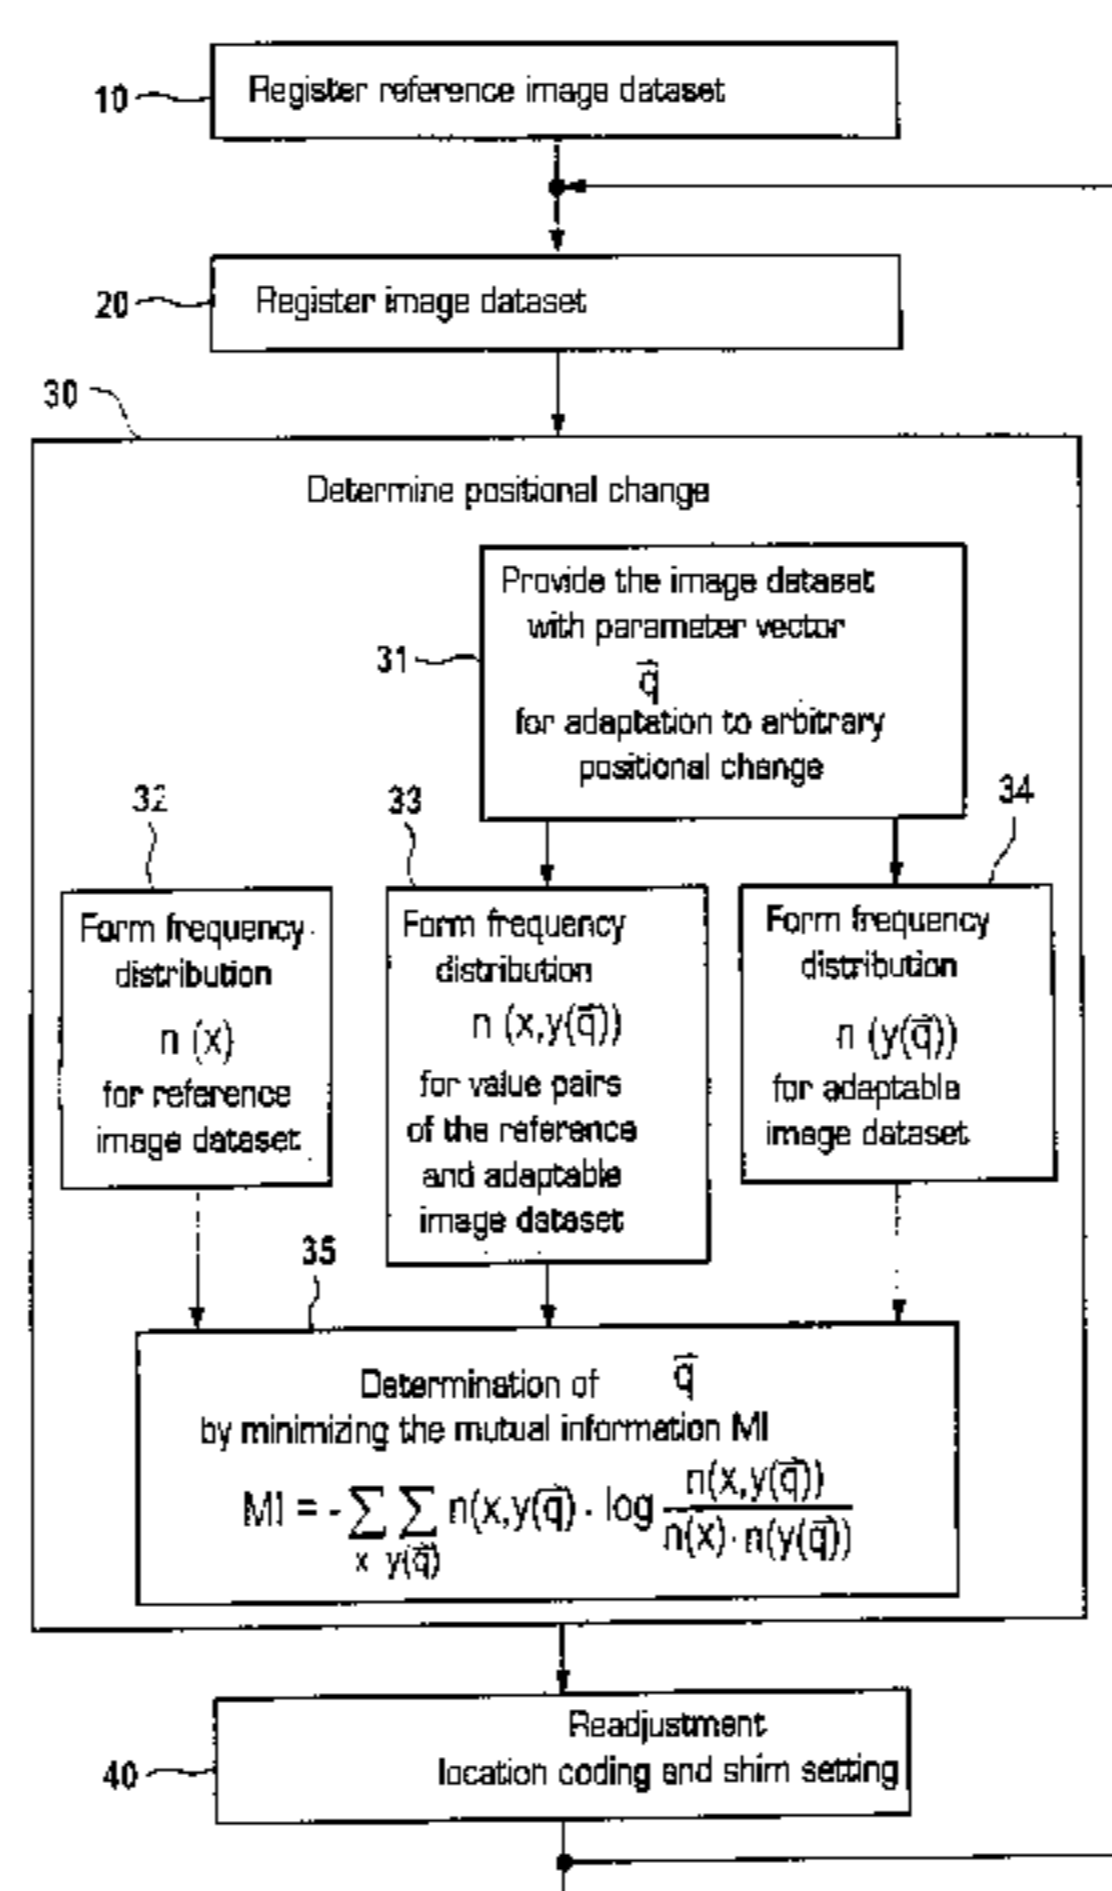 10
Register reference image dataset
20
Register image dataset
30
Determine positional change
31
Provide the image dataset
with parameter vector
q⃗
for adaptation to arbitrary
positional change
32
Form frequency
distribution
n (x)
for reference
image dataset
33
Form frequency
distribution
n (x,y(q⃗))
for value pairs
of the reference
and adaptable
image dataset
34
Form frequency
distribution
n (y(q⃗))
for adaptable
image dataset
35
Determination of q⃗
by minimizing the mutual information MI
MI = - ∑ ∑ n(x,y(q⃗) · log n(x,y(q⃗)) / n(x) · n(y(q⃗))
x y(q⃗)
40
Readjustment
location coding and shim setting